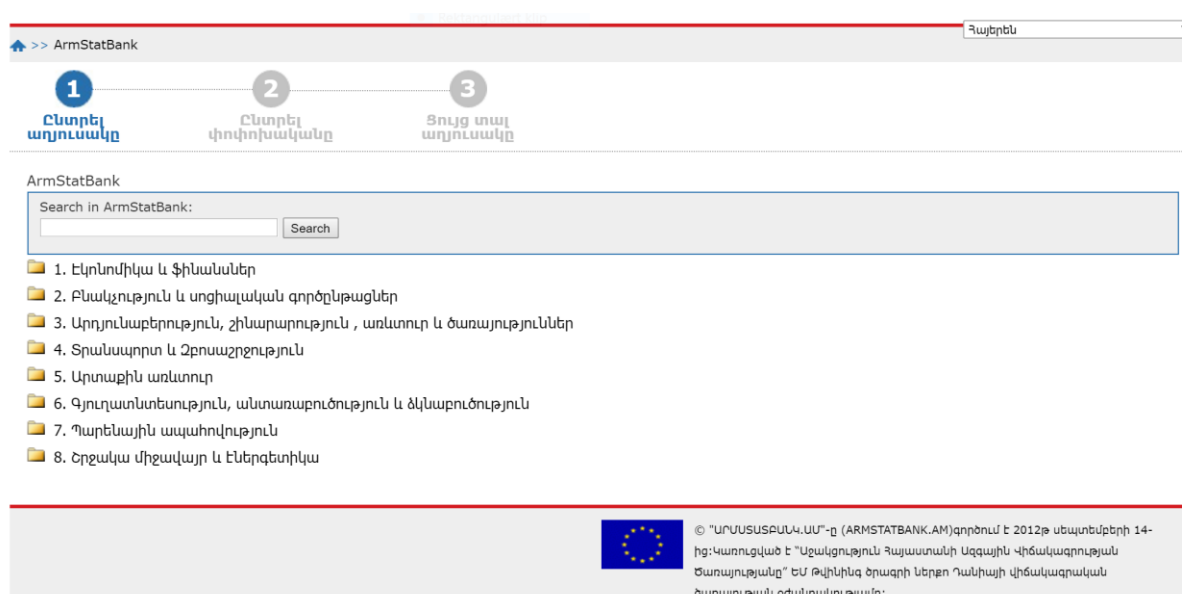 Հայերեն
>> ArmStatBank
1
2
3
Ընտրել
աղյուսակը
Ընտրել
փոփոխականը
Ցույց տալ
աղյուսակը
ArmStatBank
Search in ArmStatBank:
Search
1. Էկոնոմիկա և ֆինանսներ
2. Բնակչություն և սոցիալական գործընթացներ
3. Արդյունաբերություն, շինարարություն , առևտուր և ծառայություններ
4. Տրանսպորտ և Զբոսաշրջություն
5. Արտաքին առևտուր
6. Գյուղատնտեսություն, անտառաբուծություն և ձկնաբուծություն
7. Պարենային ապահովություն
8. Շրջակա միջավայր և էներգետիկա
© "ԱՐՄՍՏԱՏԲԱՆԿ.ԱՄ"-ը (ARMSTATBANK.AM)գործում է 2012թ սեպտեմբերի 14-
ից:Կառուցված է "Աջակցություն Հայաստանի Ազգային Վիճակագրության
Ծառայությանը" ԵՄ Թվինինգ ծրագրի ներքո Դանիայի վիճակագրական
ծառայության օժանդակությամբ: